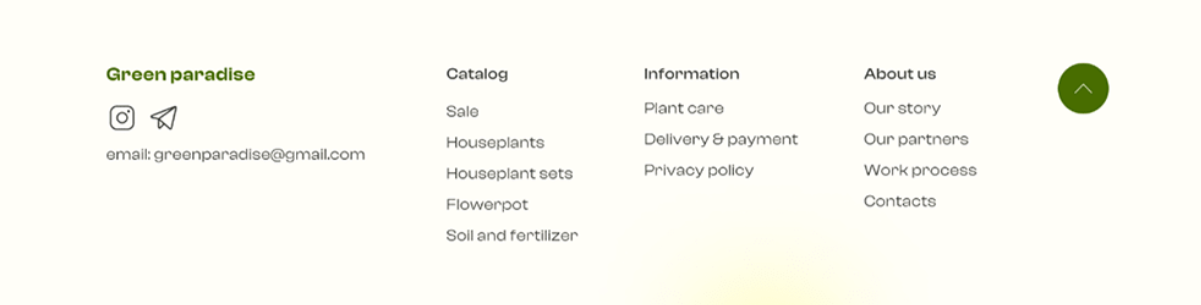 Green paradise
email: greenparadise@gmail.com
Catalog
Sale
Houseplants
Houseplant sets
Flowerpot
Soil and fertilizer
Information
Plant care
Delivery & payment
Privacy policy
About us
Our story
Our partners
Work process
Contacts